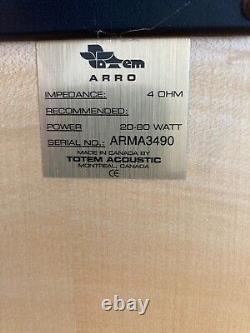 Totem
ARRO
IMPEDANCE: 4 OHM
RECOMMENDED:
POWER 20-80 WATT
SERIAL NO.: ARMA3490
MADE IN CANADA BY
TOTEM ACOUSTIC
MONTREAL, CANADA
CE
ebay